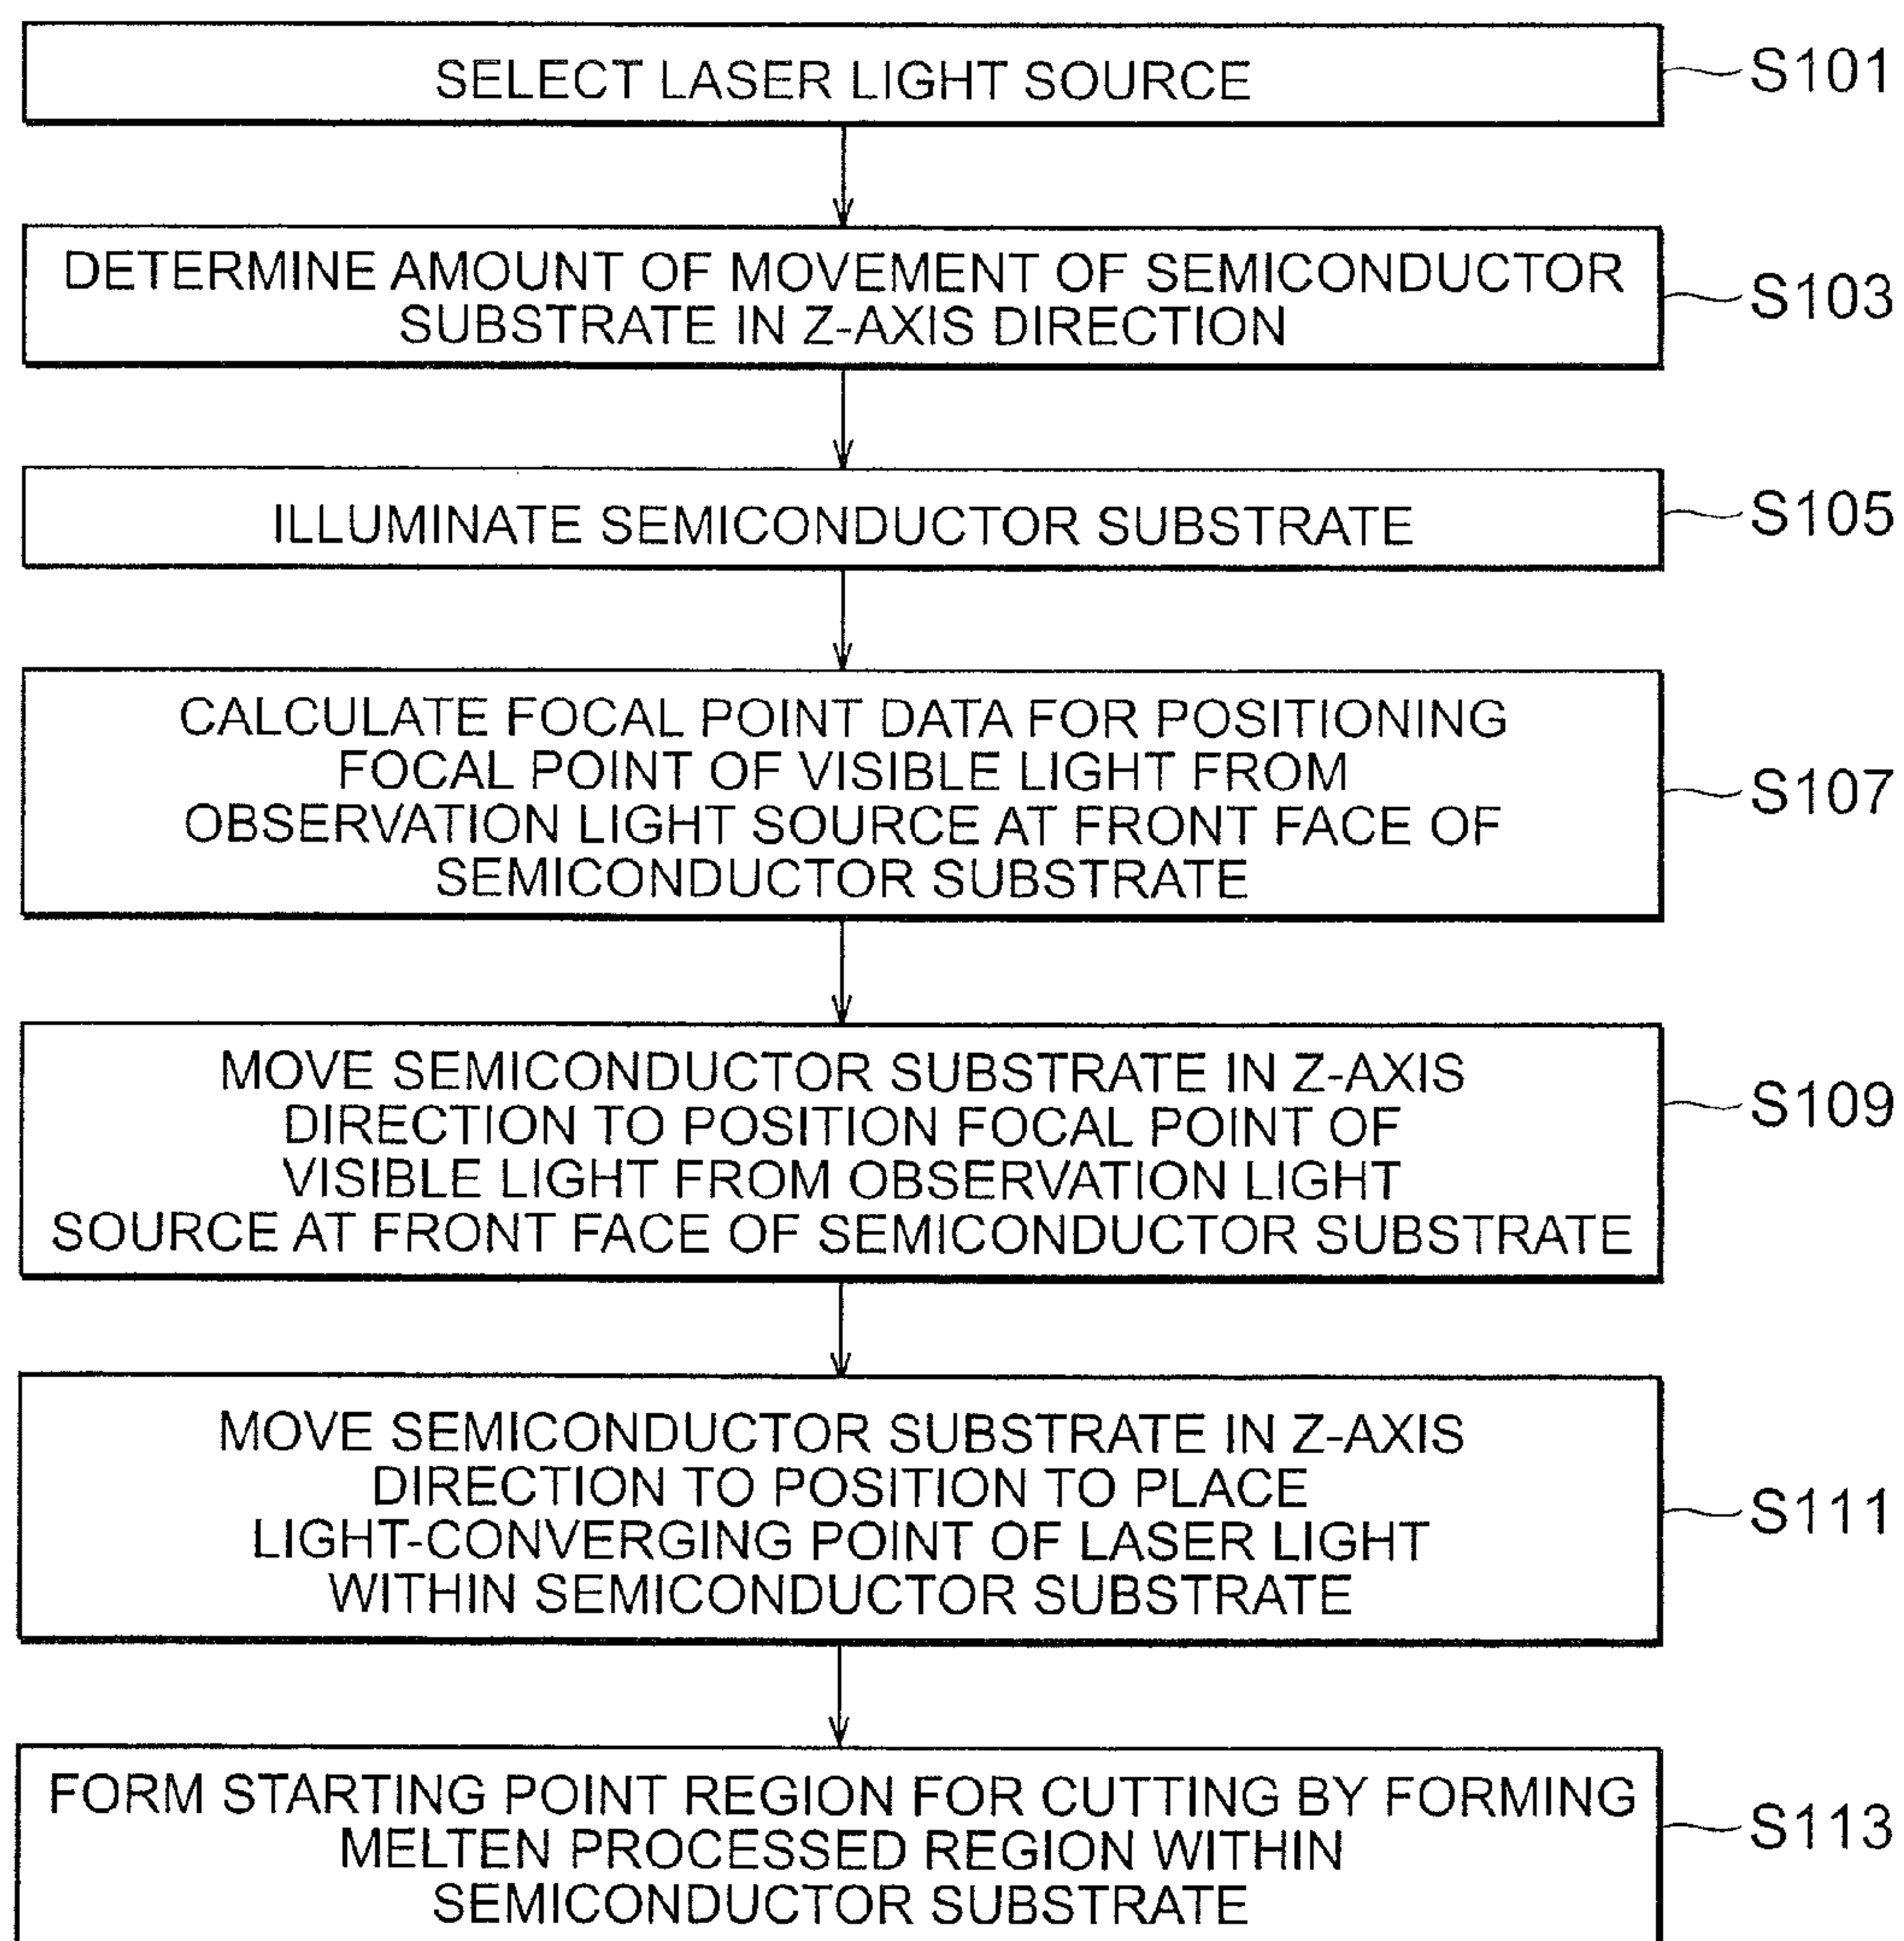 SELECT LASER LIGHT SOURCE
S101
DETERMINE AMOUNT OF MOVEMENT OF SEMICONDUCTOR
SUBSTRATE IN Z-AXIS DIRECTION
S103
ILLUMINATE SEMICONDUCTOR SUBSTRATE
S105
CALCULATE FOCAL POINT DATA FOR POSITIONING
FOCAL POINT OF VISIBLE LIGHT FROM
OBSERVATION LIGHT SOURCE AT FRONT FACE OF
SEMICONDUCTOR SUBSTRATE
S107
MOVE SEMICONDUCTOR SUBSTRATE IN Z-AXIS
DIRECTION TO POSITION FOCAL POINT OF
VISIBLE LIGHT FROM OBSERVATION LIGHT
SOURCE AT FRONT FACE OF SEMICONDUCTOR SUBSTRATE
S109
MOVE SEMICONDUCTOR SUBSTRATE IN Z-AXIS
DIRECTION TO POSITION TO PLACE
LIGHT-CONVERGING POINT OF LASER LIGHT
WITHIN SEMICONDUCTOR SUBSTRATE
S111
FORM STARTING POINT REGION FOR CUTTING BY FORMING
MELTEN PROCESSED REGION WITHIN
SEMICONDUCTOR SUBSTRATE
S113